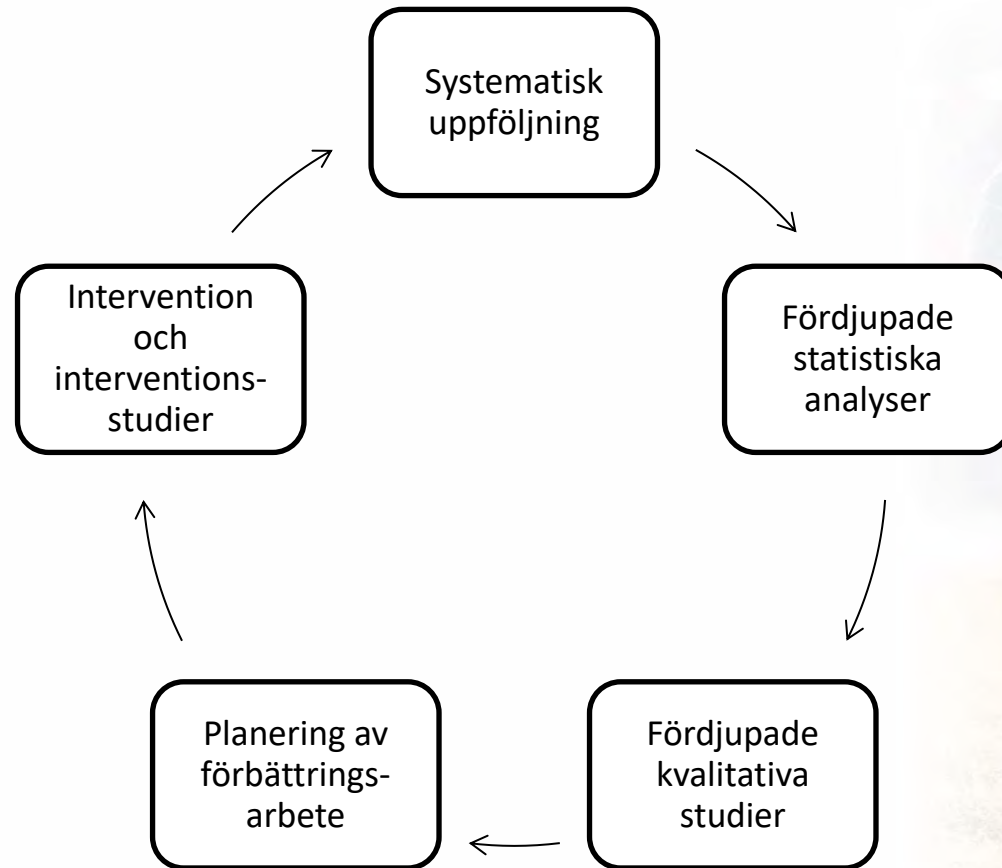 Systematisk
uppföljning
Fördjupade
statistiska
analyser
Fördjupade
kvalitativa
studier
Planering av
förbättrings-
arbete
Intervention
och
interventions-
studier